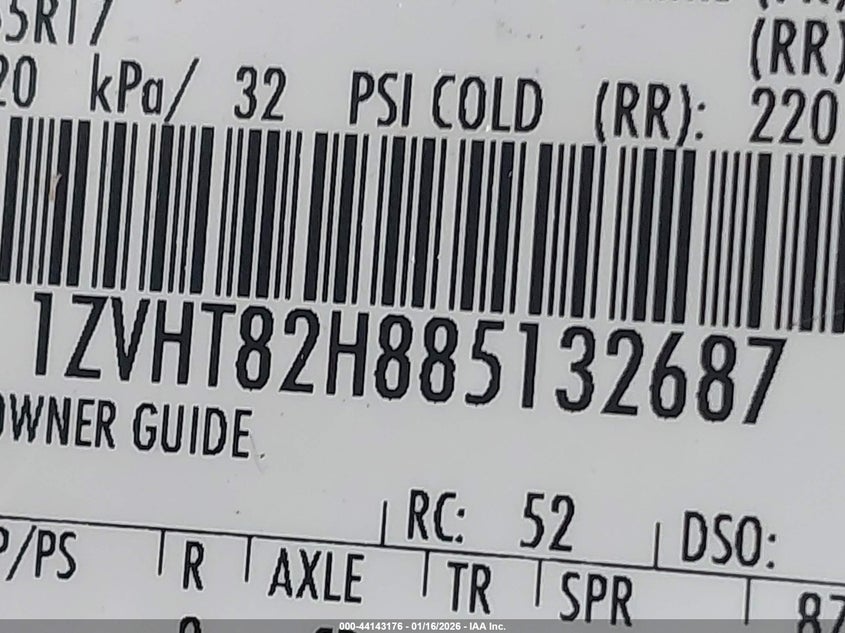 5R17
(RR)
20 kPa/ 32 PSI COLD (RR): 220
1ZVHT82H885132687
OWNER GUIDE
RC: 52 DSO:
P/PS R AXLE TR SPR
87
000-44143176 - 01/16/2026 - IAA Inc.